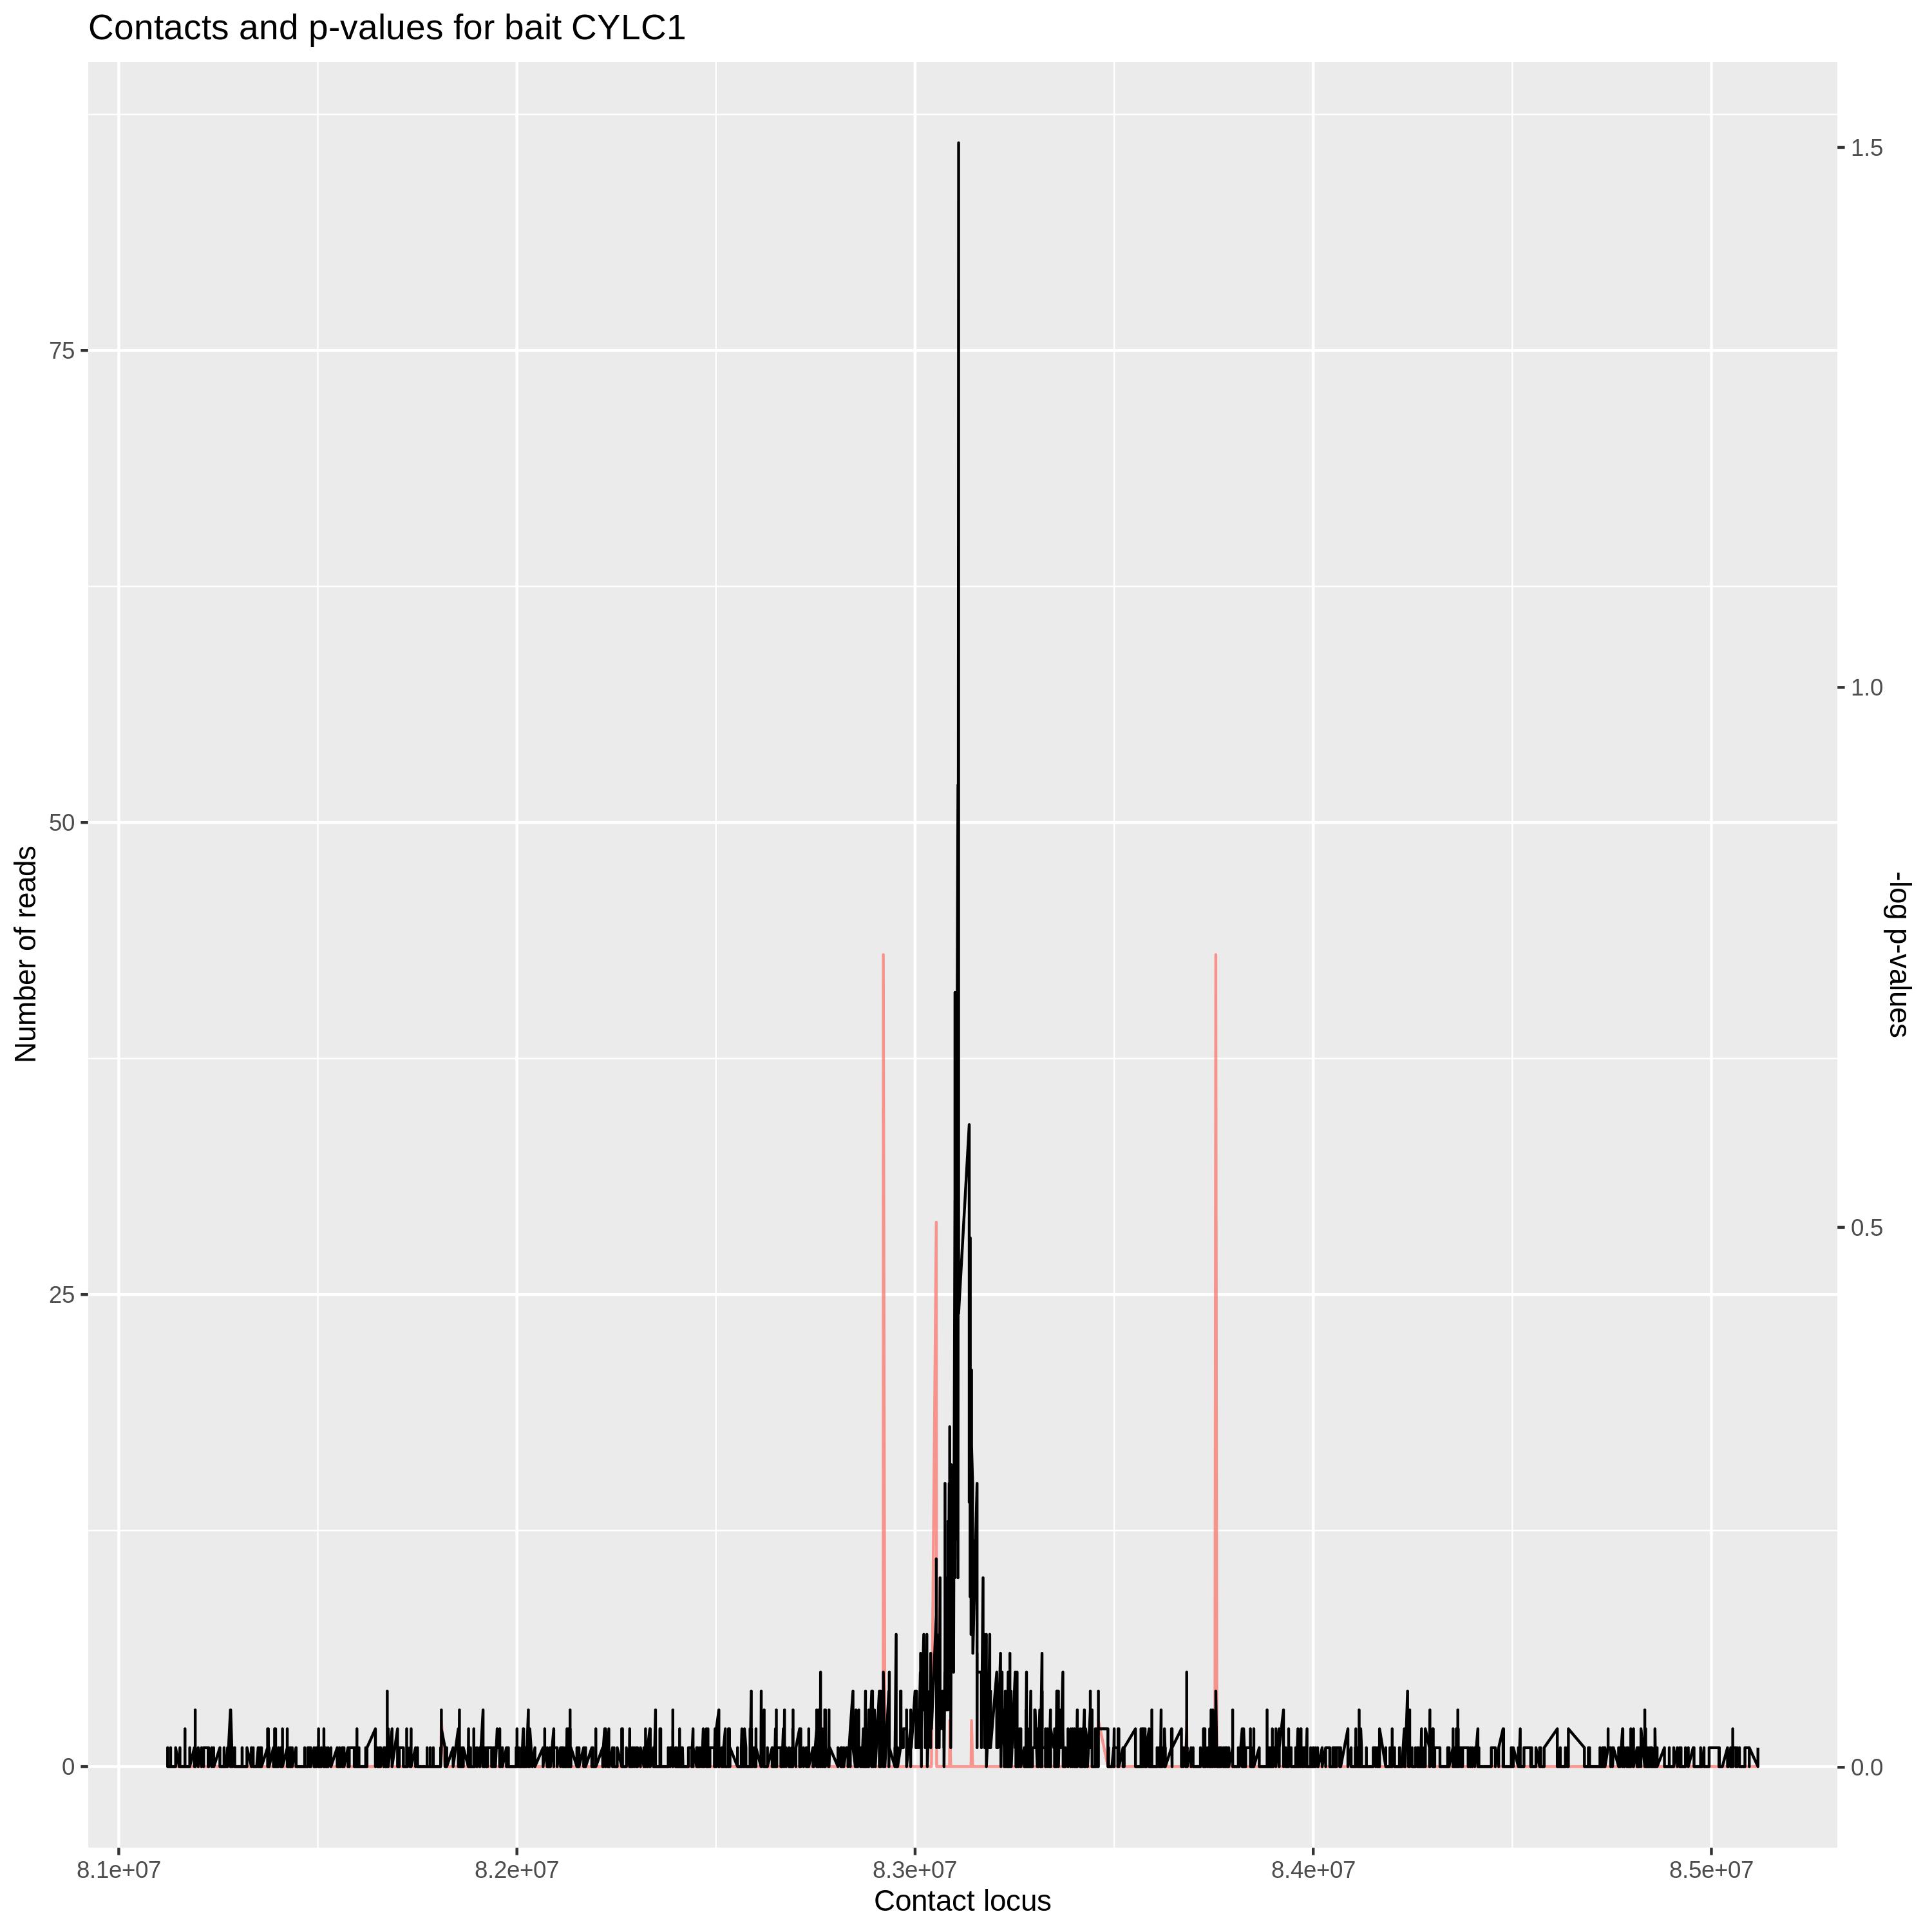 Contacts and p-values for bait CYLC1
Number of reads
75
50
25
0
1.5
1.0
0.5
0.0
-log p-values
8.1e+07
8.2e+07
8.3e+07
8.4e+07
8.5e+07
Contact locus